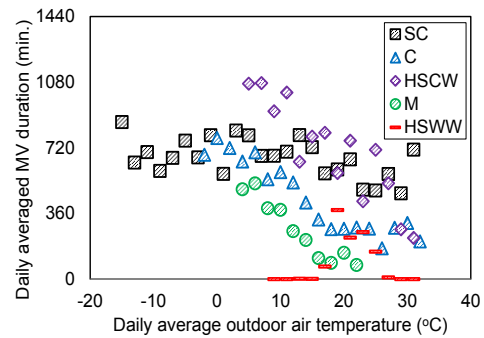 Daily averaged MV duration (min.)
1440
1080
720
360
0
SC
C
HSCW
M
HSWW
-20
-10
0
10
20
30
40
Daily average outdoor air temperature (°C)